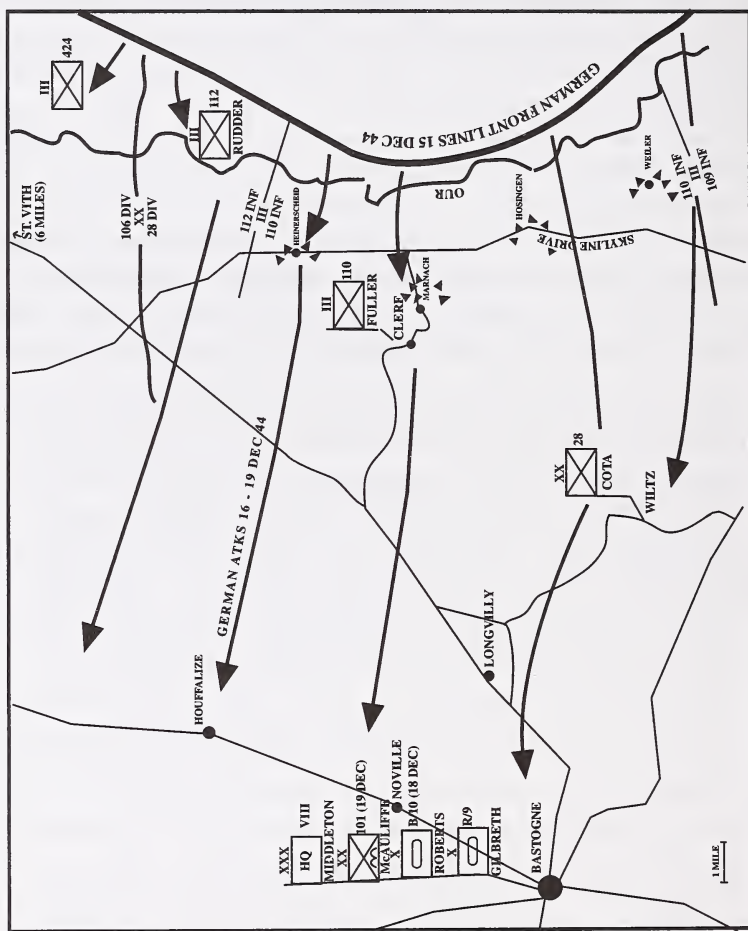 ST. VITH
(6 MILES)
106 DIV
XX
28 DIV
III
424
III
112
RUDDER
112 INF
III
110 INF
HEINERSCHEID
GERMAN FRONT LINES 15 DEC 44
OUR
III
110
FULLER
CLERF
MARNACH
HOSINGEN
SKYLINE DRIVE
WEILER
110 INF
III
109 INF
HOUFFALIZE
GERMAN ATKS 16 - 19 DEC 44
XX
28
COTA
WILTZ
LONGVILLY
NOVILLE
XXX
HQ
VIII
MIDDLETON
XX
101 (19 DEC)
McAULIFFE
X
B/10 (18 DEC)
ROBERTS
X
R/9
GILBRETH
BASTOGNE
1 MILE